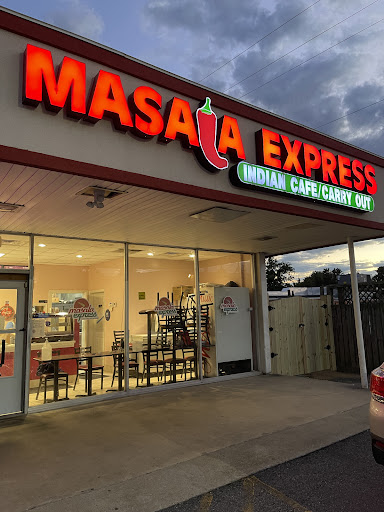 MASALA EXPRESS
INDIAN CAFE/CARRY OUT